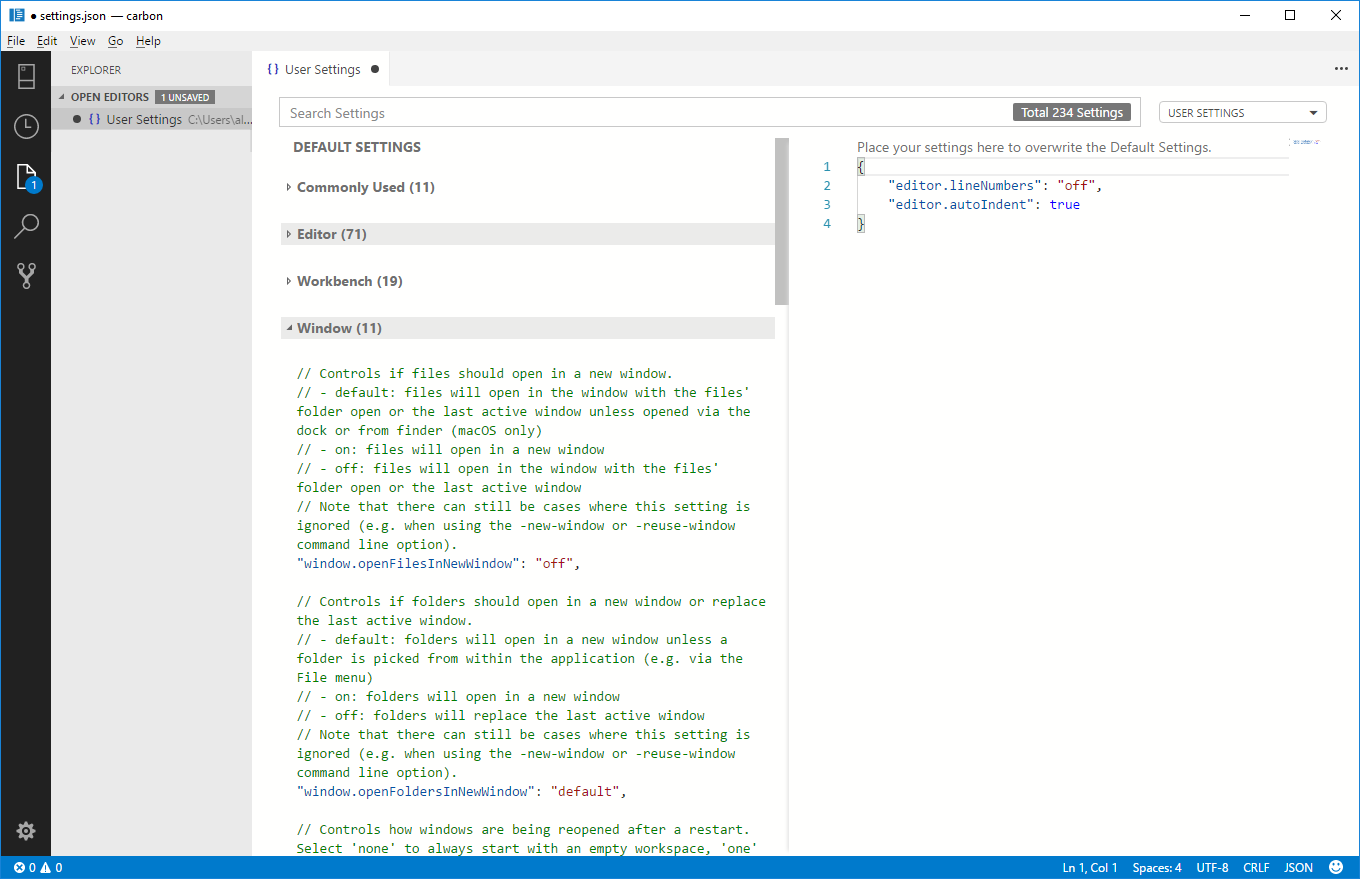 ● settings.json — carbon
File Edit View Go Help
EXPLORER
OPEN EDITORS 1 UNSAVED
● {} User Settings C:\Users\al...
1
{} User Settings ●
...
Search Settings
Total 234 Settings
USER SETTINGS
DEFAULT SETTINGS
Commonly Used (11)
Editor (71)
Workbench (19)
Window (11)
// Controls if files should open in a new window.
// - default: files will open in the window with the files'
folder open or the last active window unless opened via the
dock or from finder (macOS only)
// - on: files will open in a new window
// - off: files will open in the window with the files'
folder open or the last active window
// Note that there can still be cases where this setting is
ignored (e.g. when using the -new-window or -reuse-window
command line option).
"window.openFilesInNewWindow": "off",
// Controls if folders should open in a new window or replace
the last active window.
// - default: folders will open in a new window unless a
folder is picked from within the application (e.g. via the
File menu)
// - on: folders will open in a new window
// - off: folders will replace the last active window
// Note that there can still be cases where this setting is
ignored (e.g. when using the -new-window or -reuse-window
command line option).
"window.openFoldersInNewWindow": "default",
// Controls how windows are being reopened after a restart.
Select 'none' to always start with an empty workspace, 'one'
Place your settings here to overwrite the Default Settings.
1 {
2 "editor.lineNumbers": "off",
3 "editor.autoIndent": true
4 }
0 0
Ln 1, Col 1 Spaces: 4 UTF-8 CRLF JSON